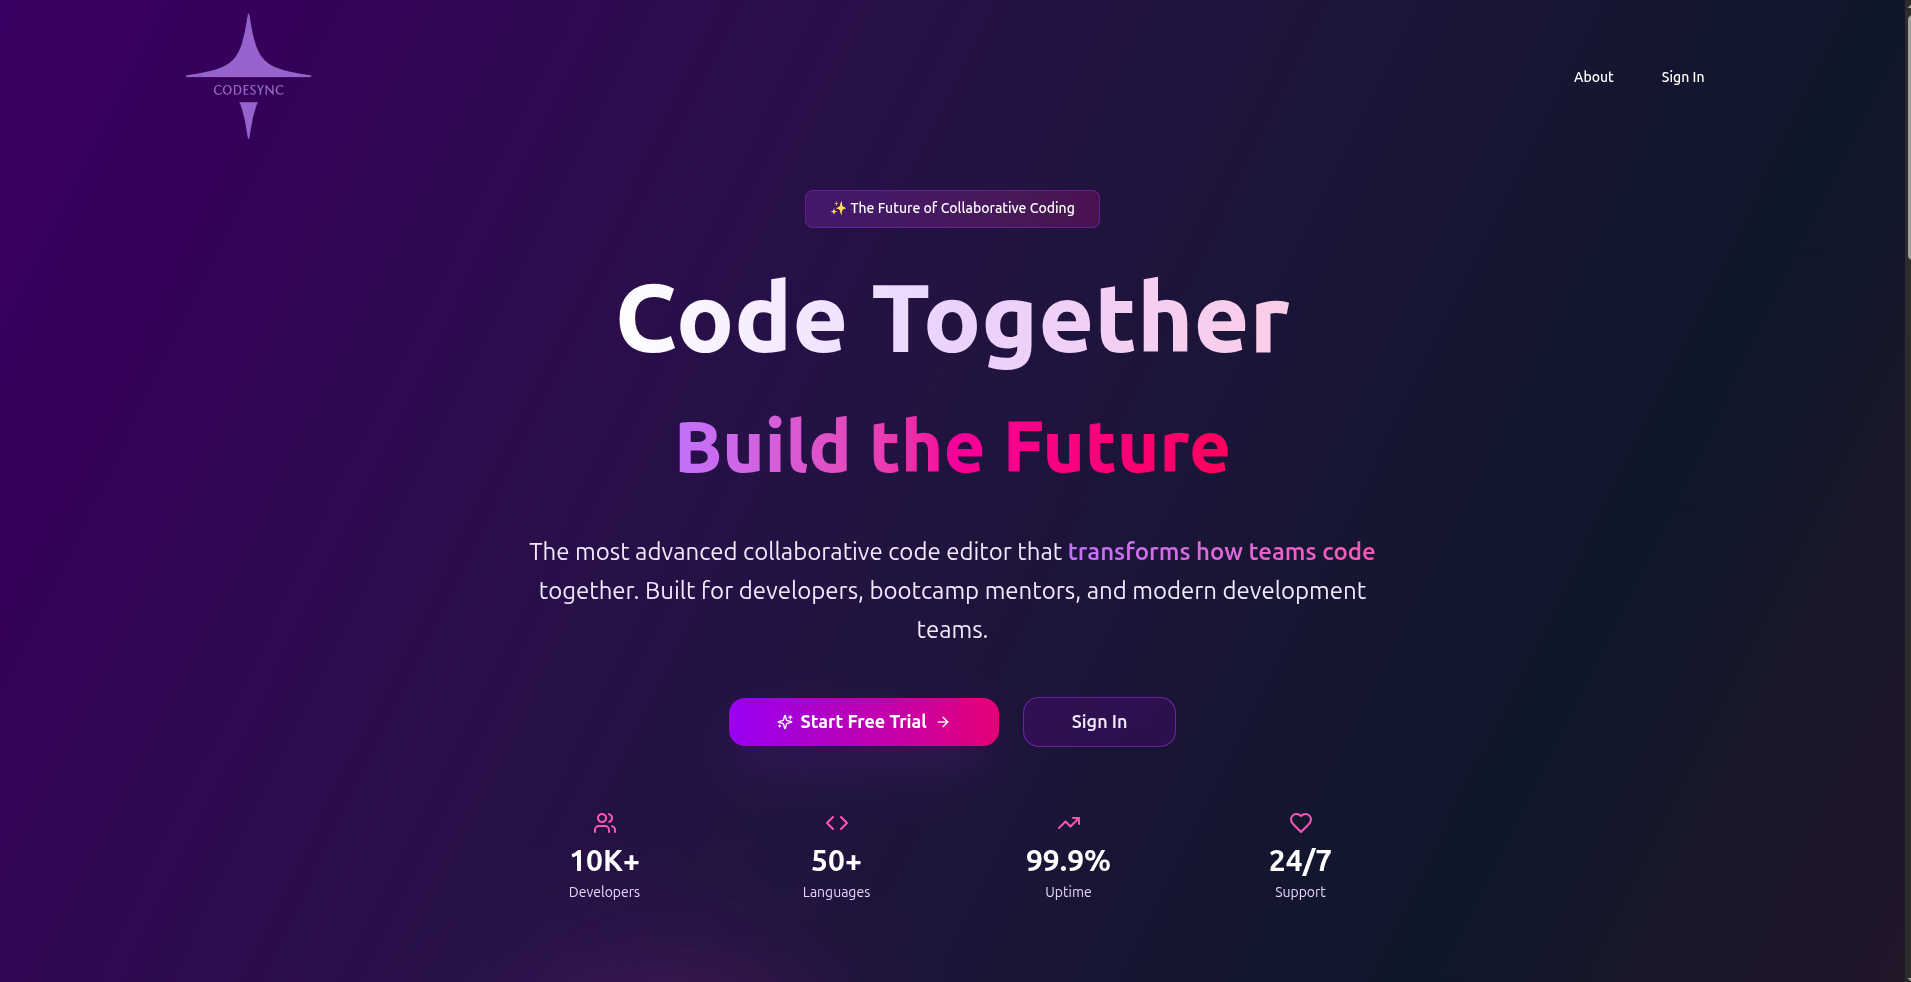 CODESYNC
About
Sign In
✨ The Future of Collaborative Coding
Code Together
Build the Future
The most advanced collaborative code editor that transforms how teams code
together. Built for developers, bootcamp mentors, and modern development
teams.
Start Free Trial →
Sign In
10K+
Developers
50+
Languages
99.9%
Uptime
24/7
Support